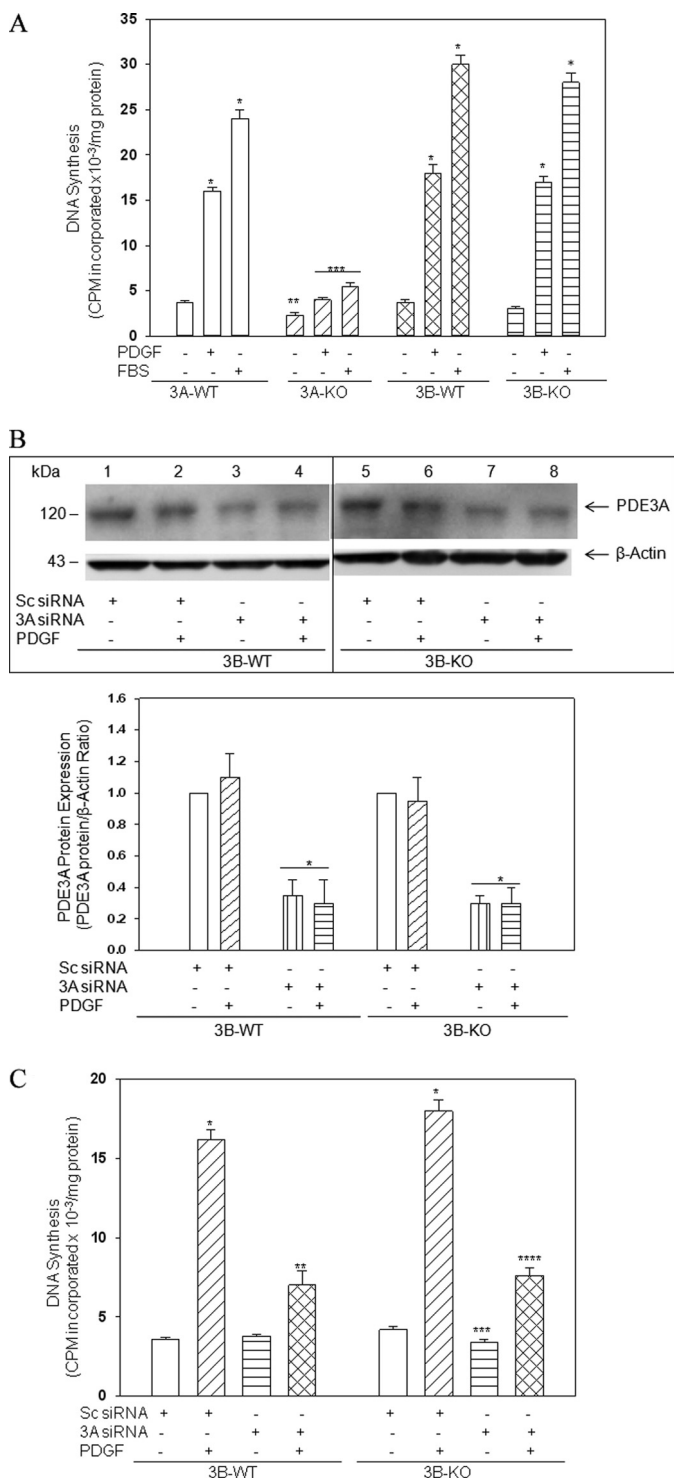 A
DNA Synthesis
(CPM incorporated x10-3/mg protein)
35
30
25
20
15
10
5
0
* * ** *** * * * *
PDGF - + - - + - - + - - + -
FBS - - + - - + - - + - - +
3A-WT 3A-KO 3B-WT 3B-KO
B
kDa 1 2 3 4 5 6 7 8
120 – ← PDE3A
43 – ← β-Actin
Sc siRNA + + - - + + - -
3A siRNA - - + + - - + +
PDGF - + - + - + - +
3B-WT 3B-KO
PDE3A Protein Expression
(PDE3A protein/β-Actin Ratio)
1.6
1.4
1.2
1.0
0.8
0.6
0.4
0.2
0.0
* *
Sc siRNA + + - - + + - -
3A siRNA - - + + - - + +
PDGF - + - + - + - +
3B-WT 3B-KO
C
DNA Synthesis
(CPM incorporated x 10-3/mg protein)
20
15
10
5
0
* ** * *** ****
Sc siRNA + + - - + + - -
3A siRNA - - + + - - + +
PDGF - + - + - + - +
3B-WT 3B-KO